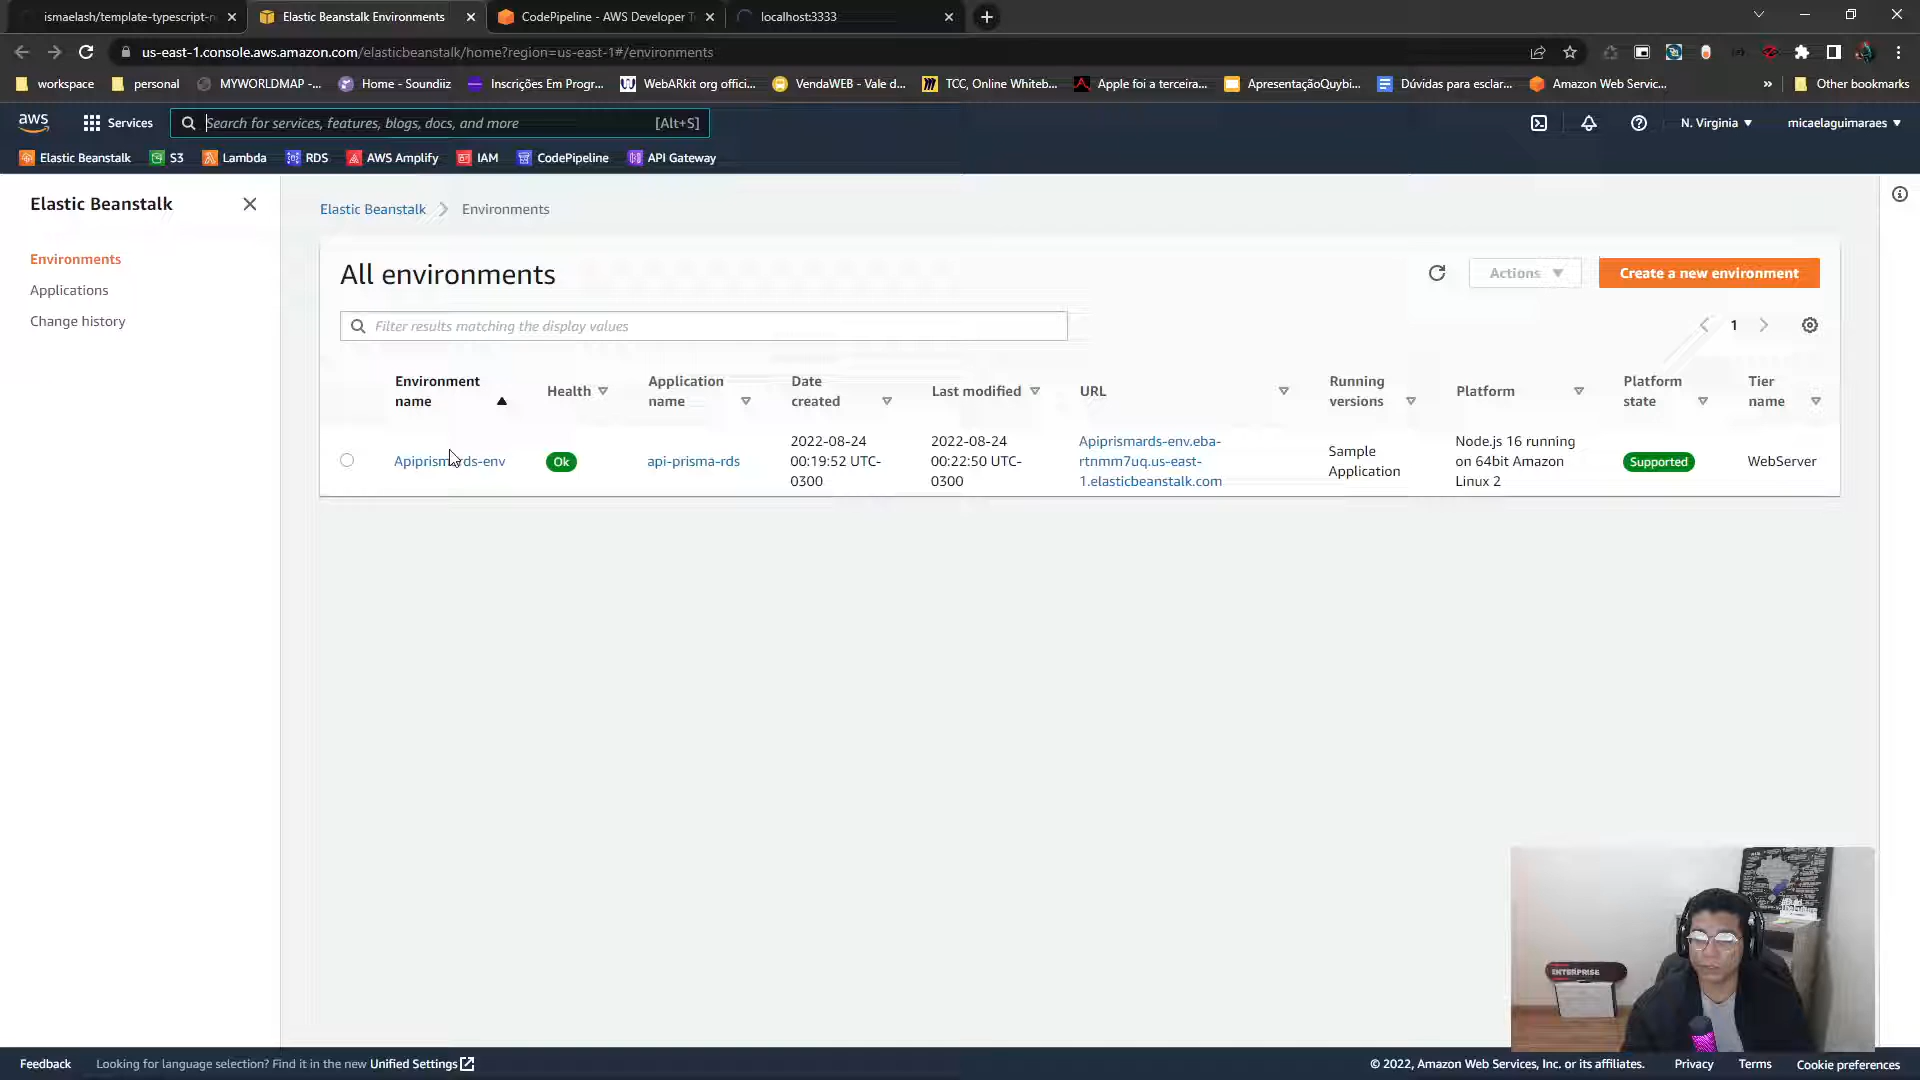 ismaelash/template-typescript-n
Elastic Beanstalk Environments
CodePipeline - AWS Developer T
localhost:3333
us-east-1.console.aws.amazon.com/elasticbeanstalk/home?region=us-east-1#/environments
workspace
personal
MYWORLDMAP -...
Home - Soundiiz
Inscrições Em Progr...
WebARkit org offici...
VendaWEB - Vale d...
TCC, Online Whiteb...
Apple foi a terceira...
ApresentaçãoQuybi...
Dúvidas para esclar...
Amazon Web Servic...
»
Other bookmarks
aws
Services
Search for services, features, blogs, docs, and more
[Alt+S]
N. Virginia
micaelaguimaraes
Elastic Beanstalk
S3
Lambda
RDS
AWS Amplify
IAM
CodePipeline
API Gateway
Elastic Beanstalk
Environments
Applications
Change history
Elastic Beanstalk
Environments
All environments
Actions
Create a new environment
Filter results matching the display values
1
Environment
name
Health
Application
name
Date
created
Last modified
URL
Running
versions
Platform
Platform
state
Tier
name
Apiprismards-env
Ok
api-prisma-rds
2022-08-24
00:19:52 UTC-
0300
2022-08-24
00:22:50 UTC-
0300
Apiprismards-env.eba-
rtnmm7uq.us-east-
1.elasticbeanstalk.com
Sample
Application
Node.js 16 running
on 64bit Amazon
Linux 2
Supported
WebServer
ENTERPRISE
Feedback
Looking for language selection? Find it in the new Unified Settings
© 2022, Amazon Web Services, Inc. or its affiliates.
Privacy
Terms
Cookie preferences